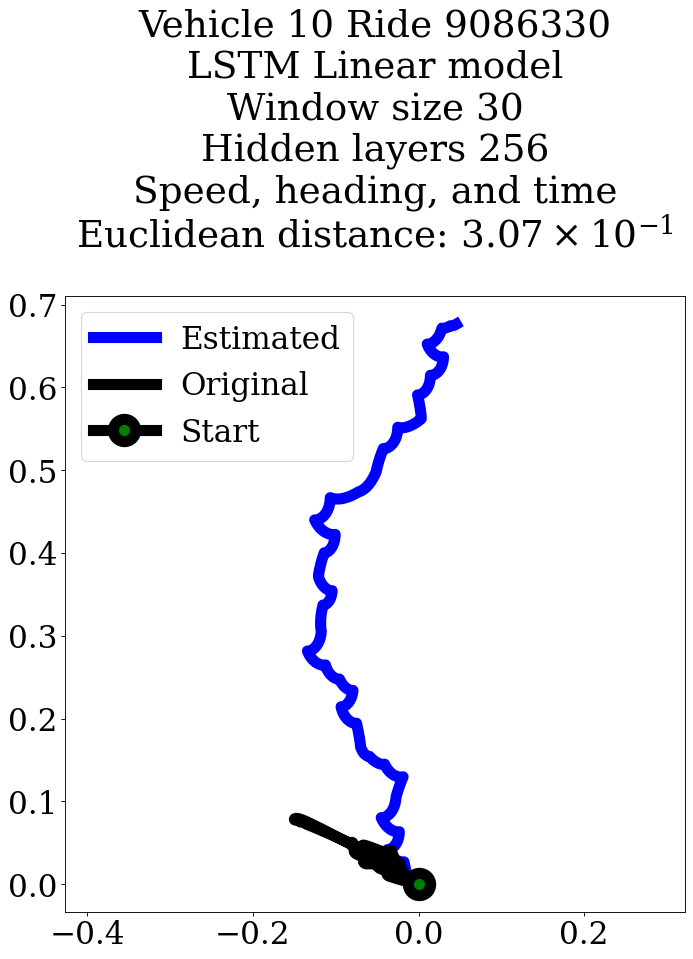 Vehicle 10 Ride 9086330
LSTM Linear model
Window size 30
Hidden layers 256
Speed, heading, and time
Euclidean distance: 3.07 × 10⁻¹
0.7
Estimated
0.6
Original
Start
0.5
0.4
0.3
0.2
0.1
0.0
−0.4 −0.2 0.0 0.2